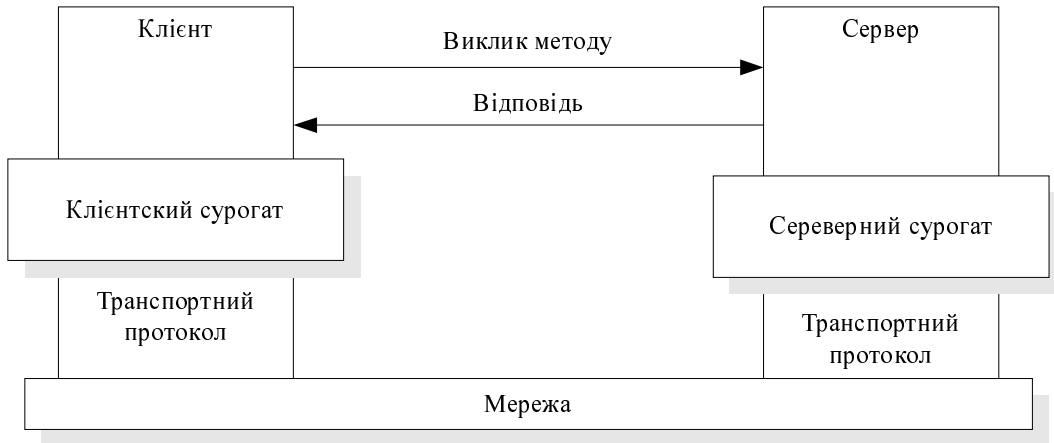 Клієнт
Виклик методу
Сервер
Відповідь
Клієнтский сурогат
Сереверний сурогат
Транспортний
протокол
Транспортний
протокол
Мережа